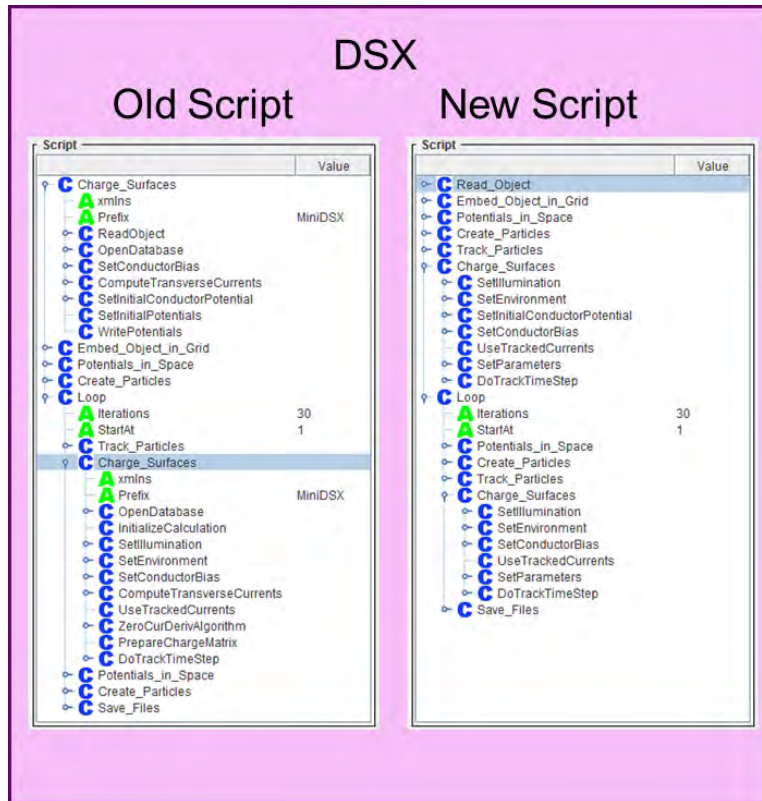 DSX
Old Script
New Script
Script
Value
C Charge_Surfaces
A xmlns
A Prefix MiniDSX
C ReadObject
C OpenDatabase
C SetConductorBias
C ComputeTransverseCurrents
C SetInitialConductorPotential
C SetInitialPotentials
C WritePotentials
C Embed_Object_in_Grid
C Potentials_in_Space
C Create_Particles
C Loop
A Iterations 30
A StartAt 1
C Track_Particles
C Charge_Surfaces
A xmlns
A Prefix MiniDSX
C OpenDatabase
C InitializeCalculation
C SetIllumination
C SetEnvironment
C SetConductorBias
C ComputeTransverseCurrents
C UseTrackedCurrents
C ZeroCurDerivAlgorithm
C PrepareChargeMatrix
C DoTrackTimeStep
C Potentials_in_Space
C Create_Particles
C Save_Files
Script
Value
C Read_Object
C Embed_Object_in_Grid
C Potentials_in_Space
C Create_Particles
C Track_Particles
C Charge_Surfaces
C SetIllumination
C SetEnvironment
C SetInitialConductorPotential
C SetConductorBias
C UseTrackedCurrents
C SetParameters
C DoTrackTimeStep
C Loop
A Iterations 30
A StartAt 1
C Potentials_in_Space
C Create_Particles
C Track_Particles
C Charge_Surfaces
C SetIllumination
C SetEnvironment
C SetConductorBias
C UseTrackedCurrents
C SetParameters
C DoTrackTimeStep
C Save_Files